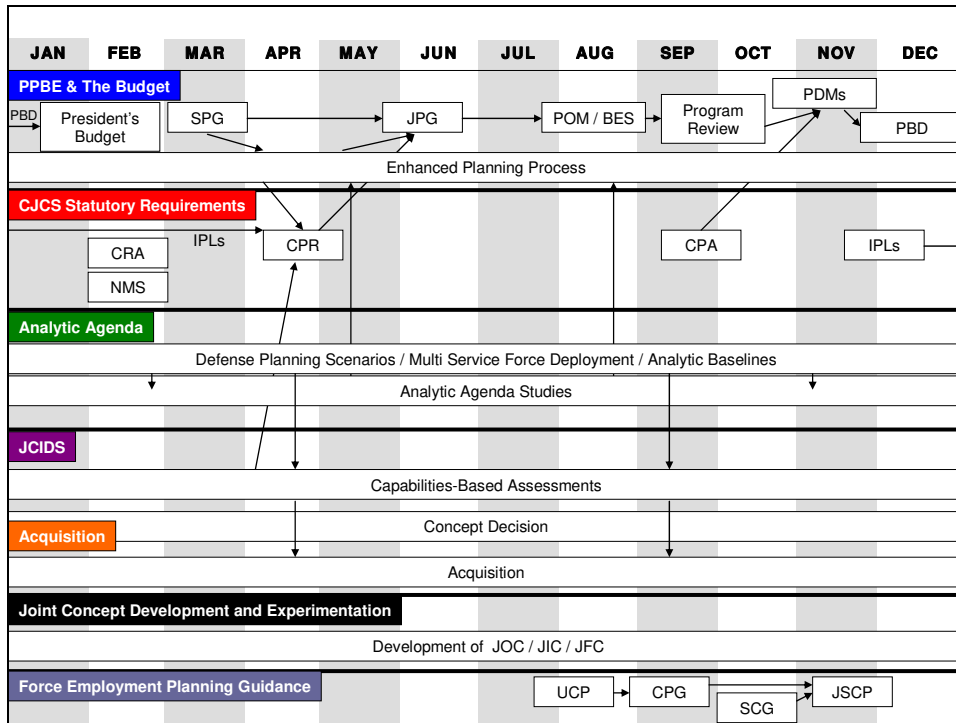 JAN FEB MAR APR MAY JUN JUL AUG SEP OCT NOV DEC
PPBE & The Budget
PBD
President's
Budget
SPG
JPG
POM / BES
Program
Review
PDMs
PBD
Enhanced Planning Process
CJCS Statutory Requirements
IPLs
CRA
NMS
CPR
CPA
IPLs
Analytic Agenda
Defense Planning Scenarios / Multi Service Force Deployment / Analytic Baselines
Analytic Agenda Studies
JCIDS
Capabilities-Based Assessments
Concept Decision
Acquisition
Acquisition
Joint Concept Development and Experimentation
Development of JOC / JIC / JFC
Force Employment Planning Guidance
UCP
CPG
SCG
JSCP